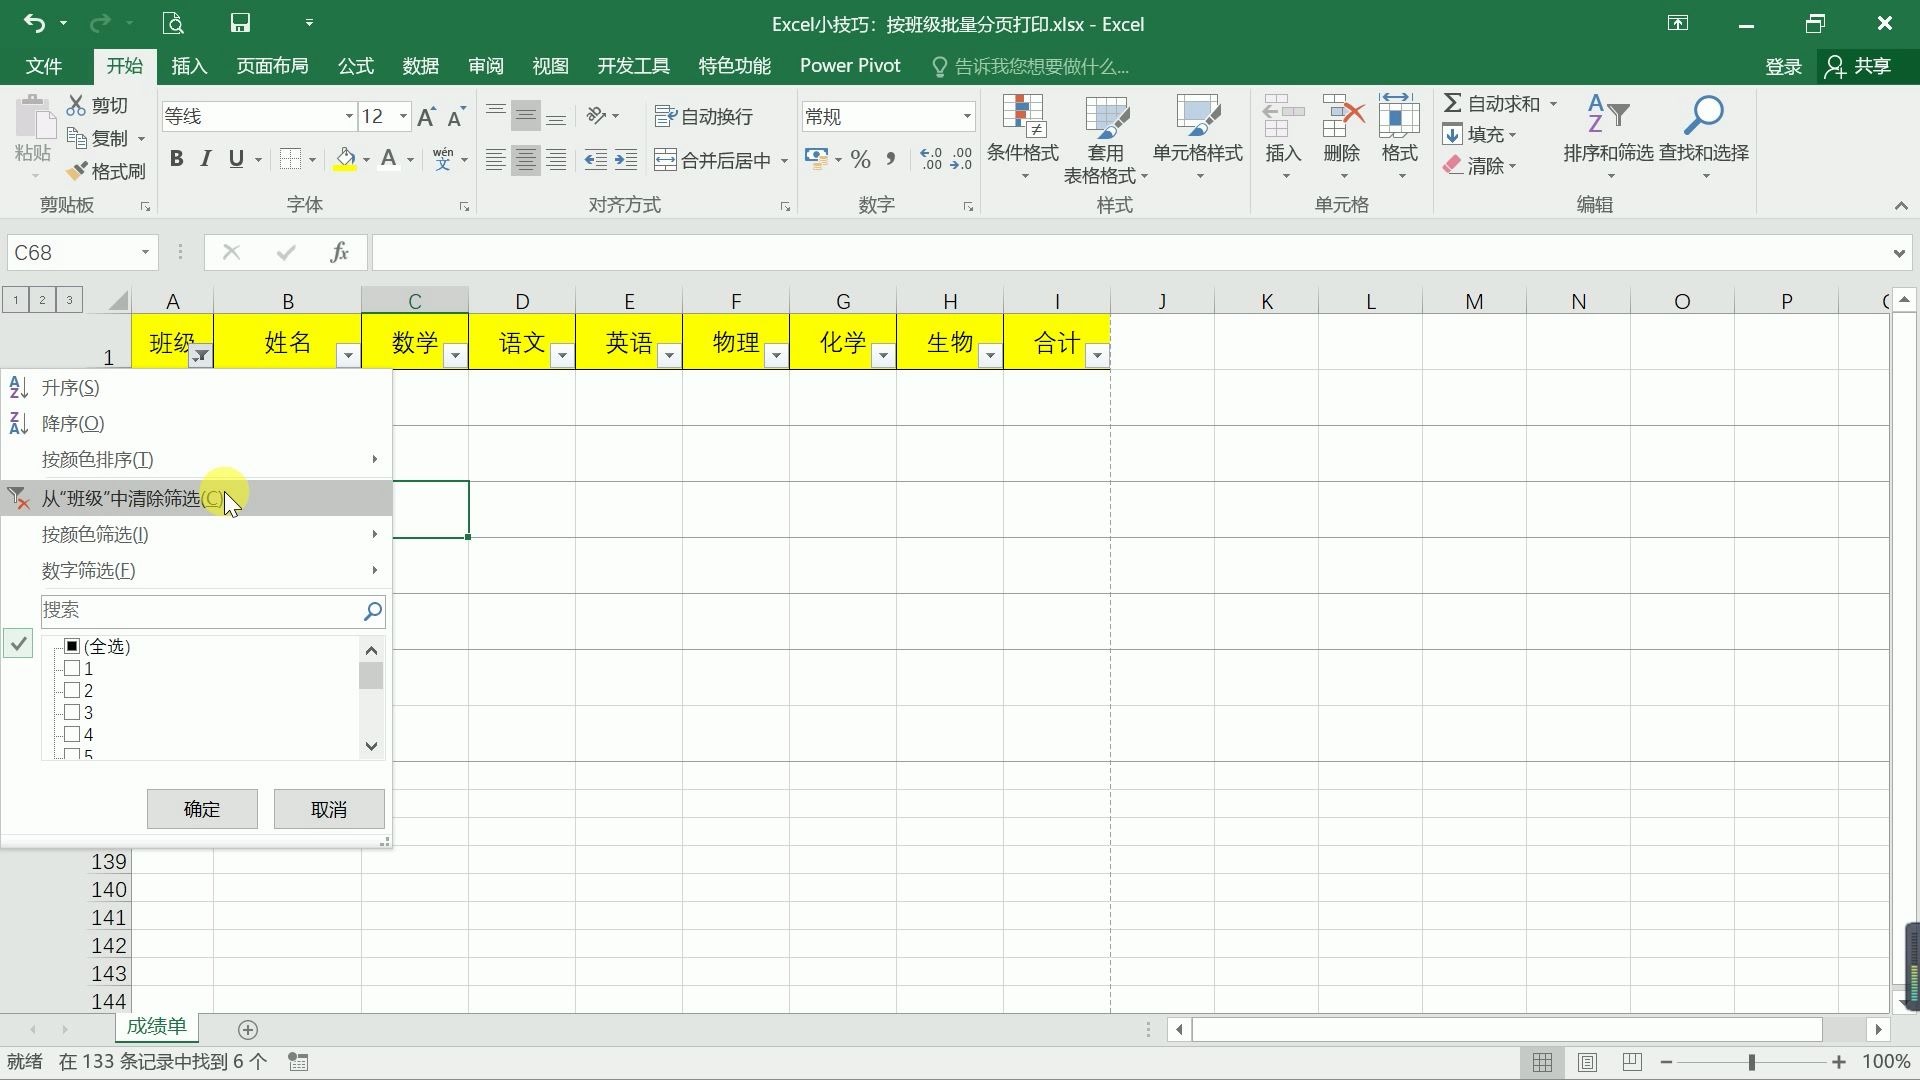 Excel小技巧：按班级批量分页打印.xlsx - Excel
文件 开始 插入 页面布局 公式 数据 审阅 视图 开发工具 特色功能 Power Pivot 告诉我您想要做什么... 登录 共享
剪切 等线 12 自动换行 常规 自动求和
复制 填充
粘贴 格式刷 B I U A wén 文 合并后居中 % 条件格式 套用 表格格式 单元格样式 插入 删除 格式 清除 排序和筛选 查找和选择
剪贴板 字体 对齐方式 数字 样式 单元格 编辑
C68 fx
1 2 3 A B C D E F G H I J K L M N O P
1 班级 姓名 数学 语文 英语 物理 化学 生物 合计
升序(S)
降序(O)
按颜色排序(T)
从“班级”中清除筛选(C)
按颜色筛选(I)
数字筛选(F)
搜索
(全选)
1
2
3
4
5
确定 取消
139
140
141
142
143
144
成绩单
就绪 在 133 条记录中找到 6 个 100%